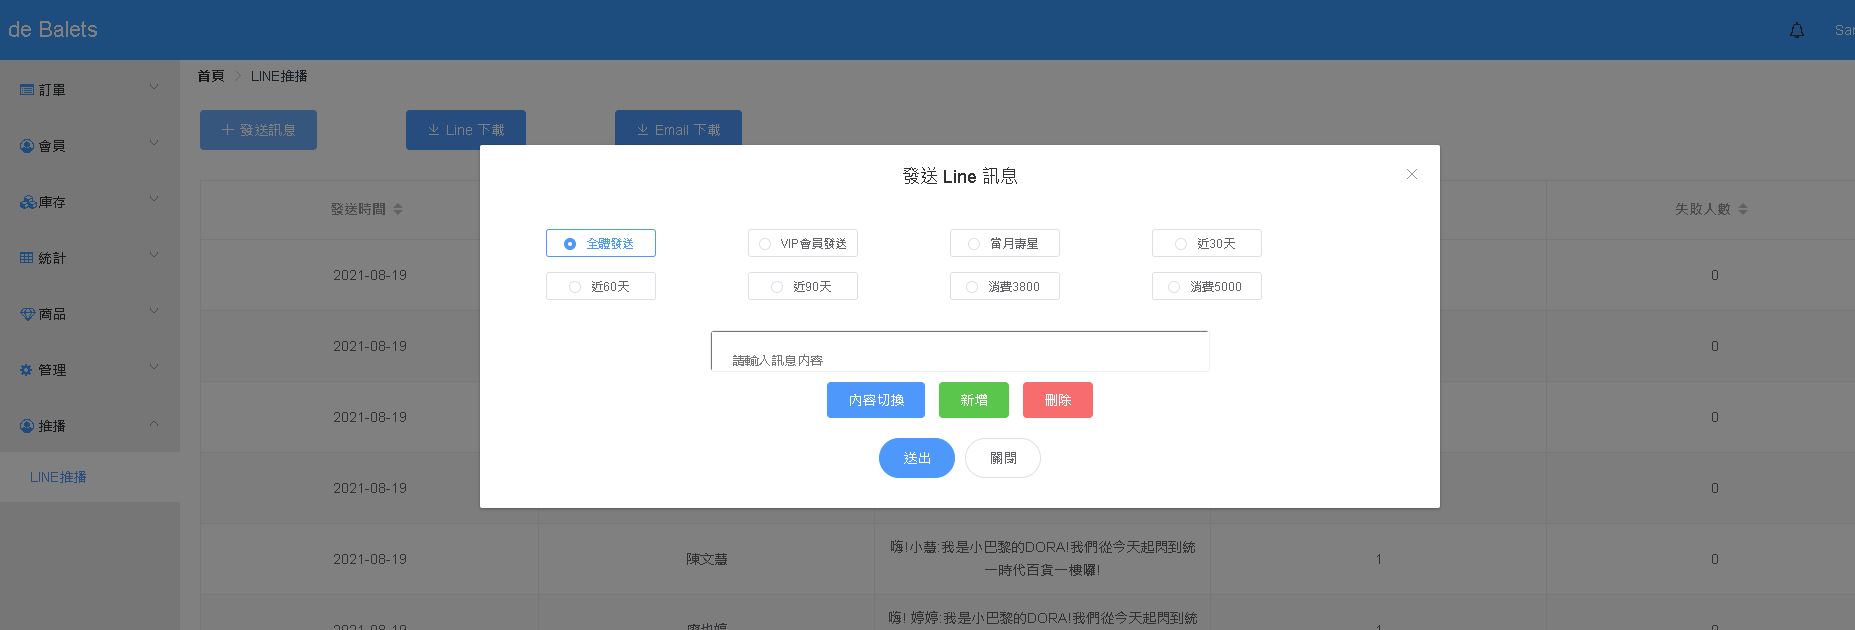 de Balets
Sar
訂單
會員
庫存
統計
商品
管理
推播
LINE推播
首頁 > LINE推播
發送訊息
Line 下載
Email 下載
發送 Line 訊息
全體發送 VIP會員發送 當月壽星 近30天
近60天 近90天 消費3800 消費5000
請輸入訊息內容
內容切換 新增 刪除
送出 關閉
發送時間 失敗人數
2021-08-19 0
2021-08-19 0
2021-08-19 0
2021-08-19 0
2021-08-19 陳文慧 嗨!小慧:我是小巴黎的DORA!我們從今天起閃到統
一時代百貨一樓囉! 1 0
2021-08-19 嗨! 婷婷:我是小巴黎的DORA!我們從今天起閃到統 1 0